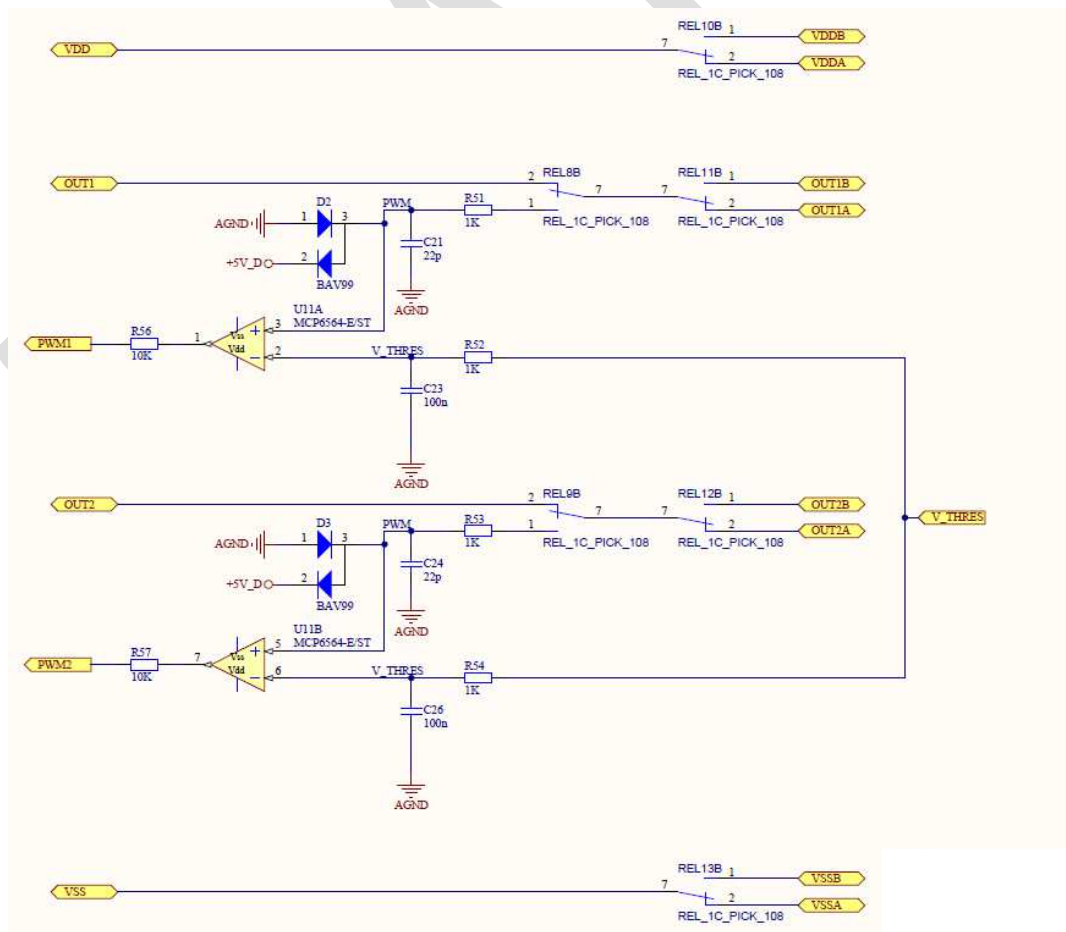 REL10B 1
VDD 7 VDDB
2 VDDA
REL_1C_PICK_108
REL8B REL11B 1
OUT1 2 7 7 OUT1B
D2 PWM R51 1 2 OUT1A
AGND 1 3 1K REL_1C_PICK_108 REL_1C_PICK_108
C21
22p
+5V_D 2
BAV99
AGND
U11A
MCP6564-E/ST
PWM1 R56 1 Vss + 3
10K Vdd - 2 V_THRES R52
1K
C23
100n
AGND
REL9B REL12B 1
OUT2 2 7 7 OUT2B
V_THRES
D3 PWM R53 1 2 OUT2A
AGND 1 3 1K REL_1C_PICK_108 REL_1C_PICK_108
C24
22p
+5V_D 2
BAV99
AGND
U11B
MCP6564-E/ST
PWM2 R57 7 Vss + 5
10K Vdd - 6 V_THRES R54
1K
C26
100n
AGND
REL13B 1
VSS 7 VSSB
2 VSSA
REL_1C_PICK_108